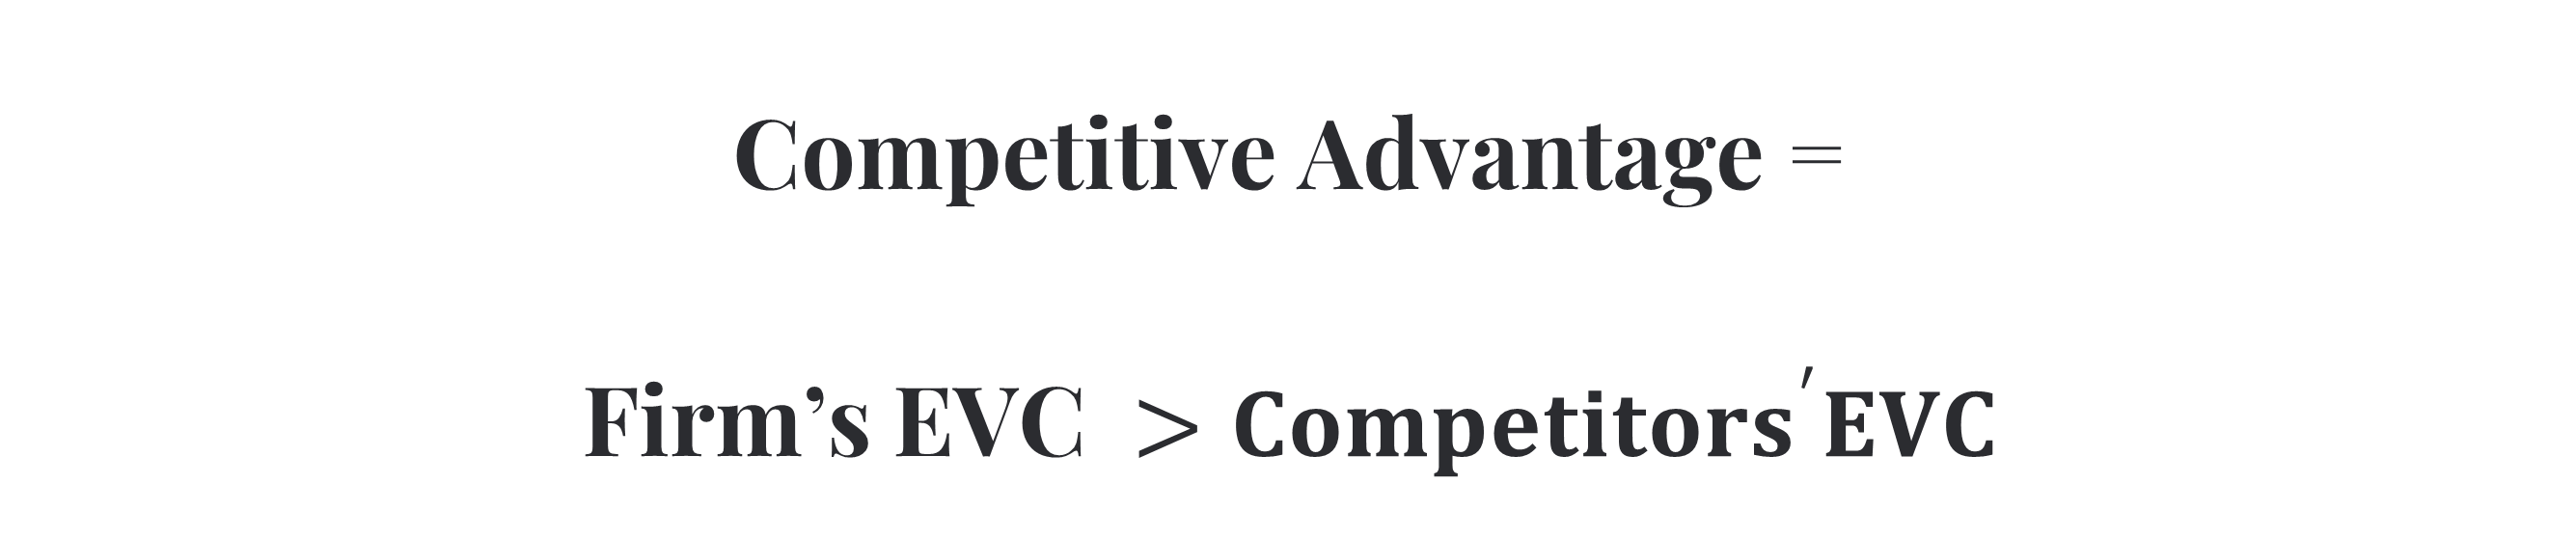 Competitive Advantage =
Firm’s EVC > Competitors′EVC